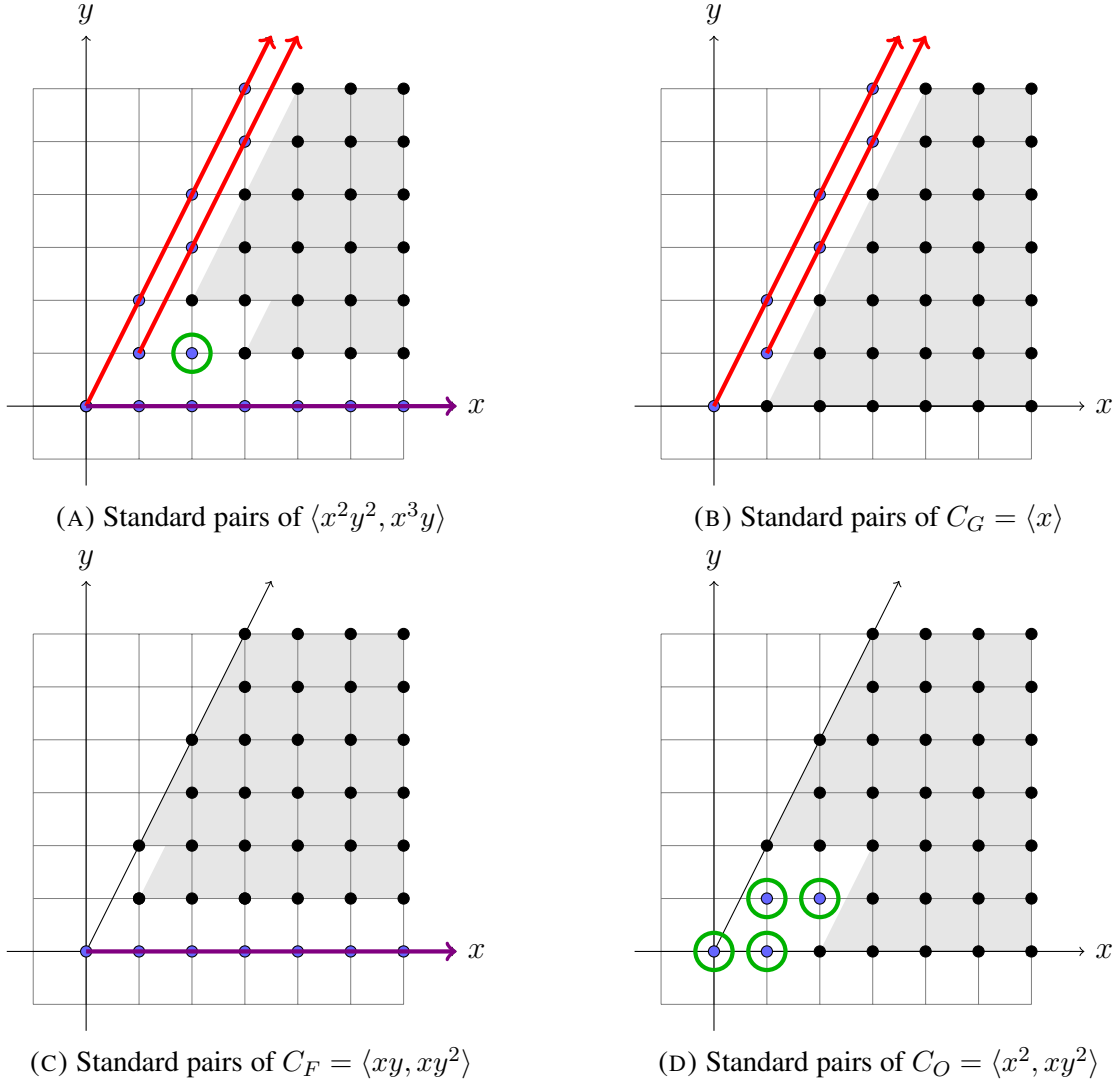 y
y
x
x
(A) Standard pairs of ⟨x²y², x³y⟩
(B) Standard pairs of C_G = ⟨x⟩
y
y
x
x
(C) Standard pairs of C_F = ⟨xy, xy²⟩
(D) Standard pairs of C_O = ⟨x², xy²⟩